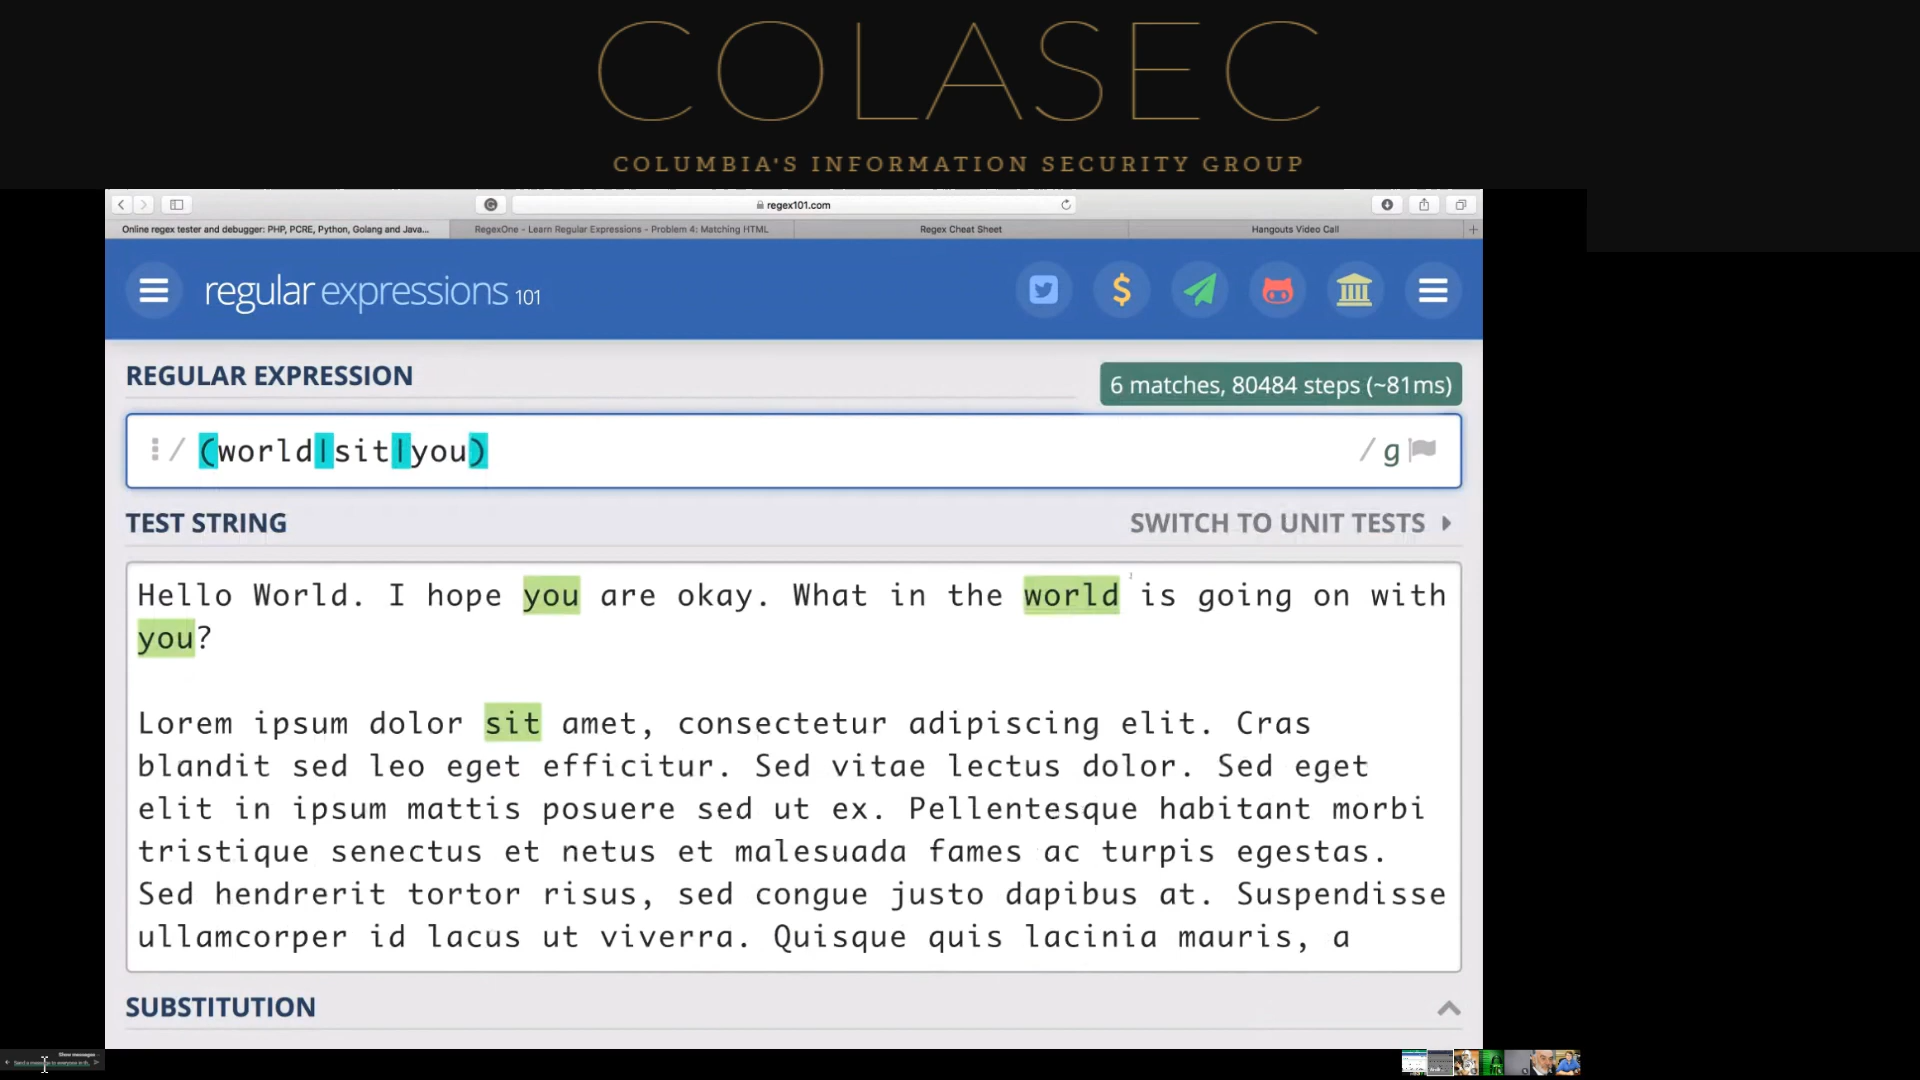 COLASEC
COLUMBIA'S INFORMATION SECURITY GROUP
regex101.com
Online regex tester and debugger: PHP, PCRE, Python, Golang and Java...
RegexOne - Learn Regular Expressions - Problem 4: Matching HTML
Regex Cheat Sheet
Hangouts Video Call
regular expressions 101
REGULAR EXPRESSION
6 matches, 80484 steps (~81ms)
/ (world|sit|you)
/ g
TEST STRING
SWITCH TO UNIT TESTS
Hello World. I hope you are okay. What in the world is going on with
you?
Lorem ipsum dolor sit amet, consectetur adipiscing elit. Cras
blandit sed leo eget efficitur. Sed vitae lectus dolor. Sed eget
elit in ipsum mattis posuere sed ut ex. Pellentesque habitant morbi
tristique senectus et netus et malesuada fames ac turpis egestas.
Sed hendrerit tortor risus, sed congue justo dapibus at. Suspendisse
ullamcorper id lacus ut viverra. Quisque quis lacinia mauris, a
SUBSTITUTION
Show messages